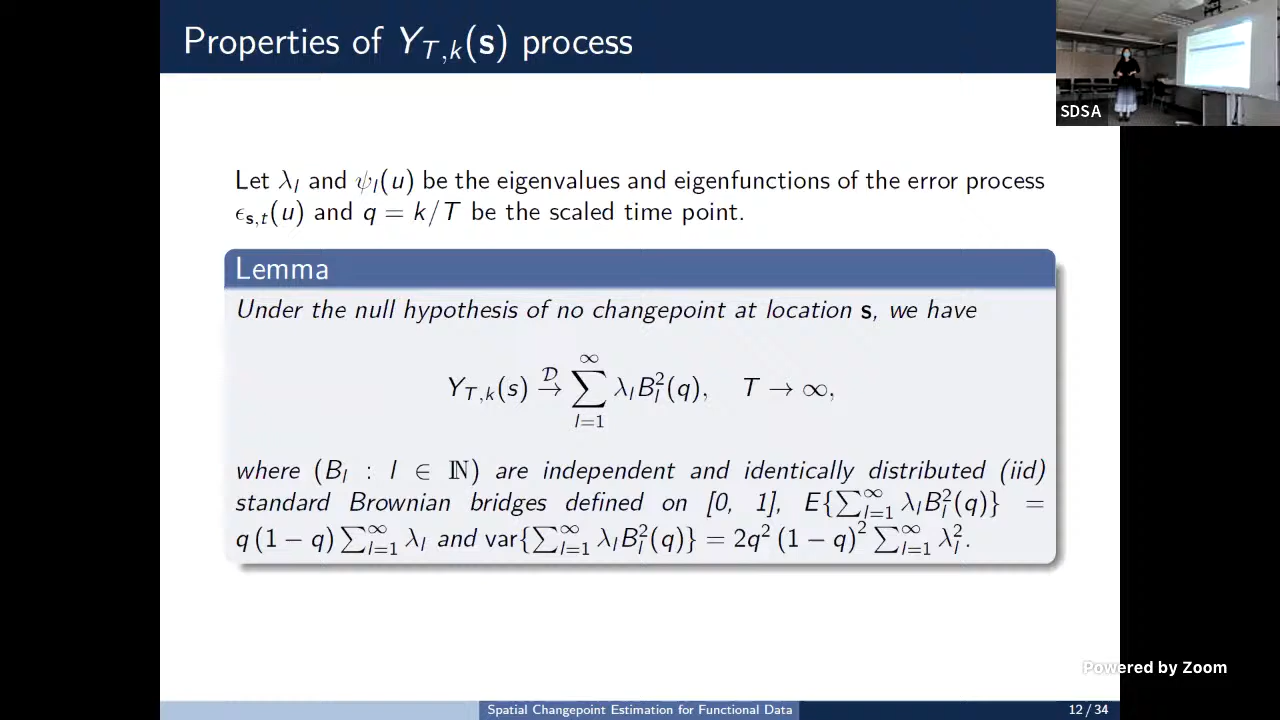 Properties of Y_{T,k}(s) process
SDSA
Let λ_l and ψ_l(u) be the eigenvalues and eigenfunctions of the error process
ϵ_{s,t}(u) and q = k/T be the scaled time point.
Lemma
Under the null hypothesis of no changepoint at location s, we have
Y_{T,k}(s) →^D ∑_{l=1}^∞ λ_l B_l^2(q), T → ∞,
where (B_l : l ∈ ℕ) are independent and identically distributed (iid)
standard Brownian bridges defined on [0, 1], E{∑_{l=1}^∞ λ_l B_l^2(q)} =
q (1 − q) ∑_{l=1}^∞ λ_l and var{∑_{l=1}^∞ λ_l B_l^2(q)} = 2q^2 (1 − q)^2 ∑_{l=1}^∞ λ_l^2.
Powered by Zoom
Spatial Changepoint Estimation for Functional Data
12 / 34